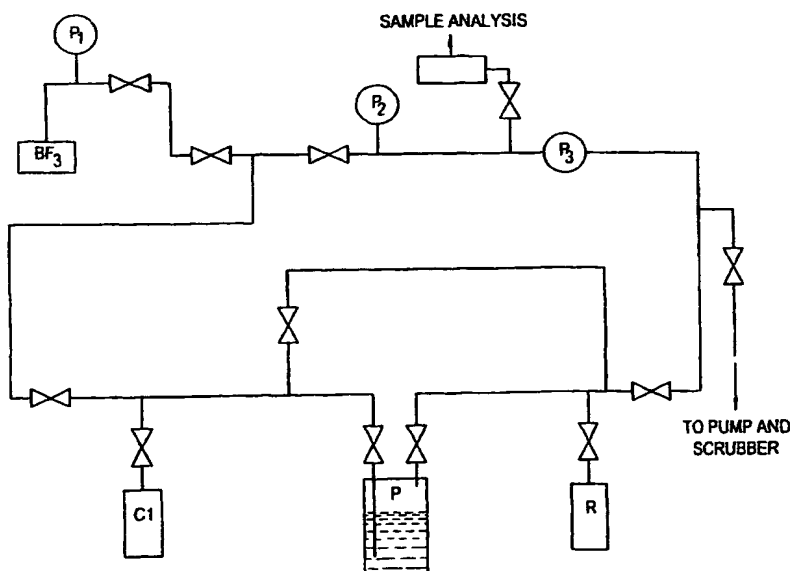 SAMPLE ANALYSIS
P1
P2
BF3
P3
TO PUMP AND
SCRUBBER
P
C1
R